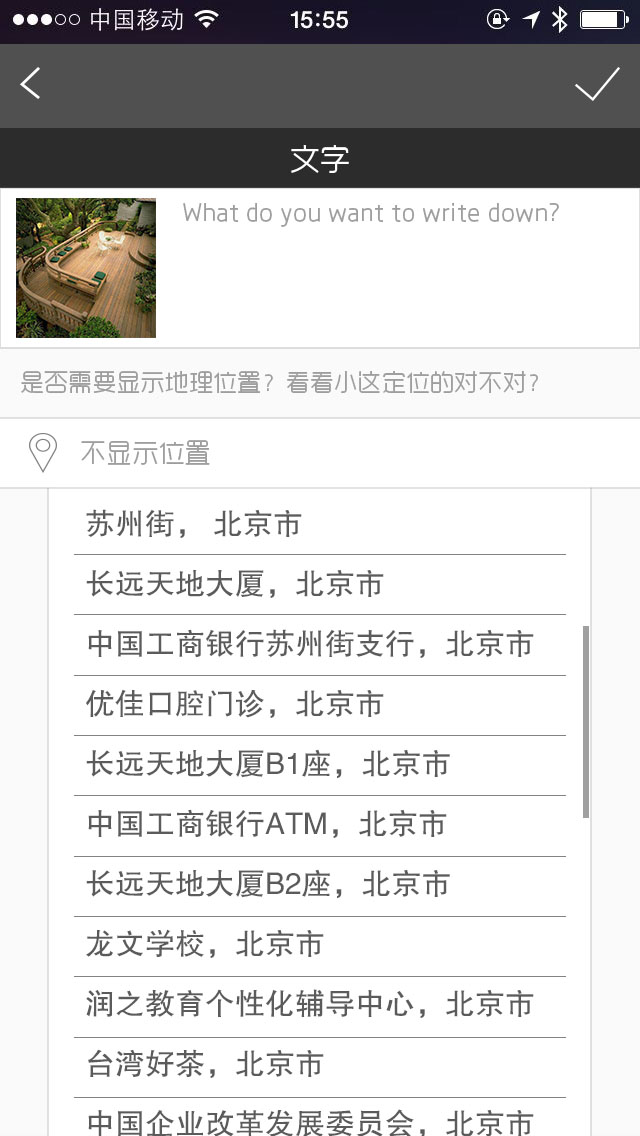 中国移动 15:55
文字
What do you want to write down?
是否需要显示地理位置？看看小这定位的对不对？
不显示位置
苏州街， 北京市
长远天地大厦，北京市
中国工商银行苏州街支行，北京市
优佳口腔门诊，北京市
长远天地大厦B1座，北京市
中国工商银行ATM，北京市
长远天地大厦B2座，北京市
龙文学校，北京市
润之教育个性化辅导中心，北京市
台湾好茶，北京市
中国企业改革发展委员会，北京市